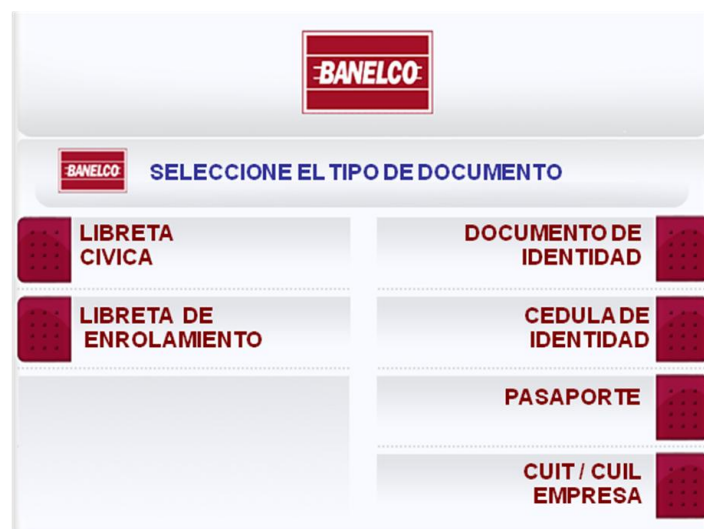 BANELCO
BANELCO
SELECCIONE EL TIPO DE DOCUMENTO
LIBRETA
CIVICA
DOCUMENTO DE
IDENTIDAD
LIBRETA DE
ENROLAMIENTO
CEDULA DE
IDENTIDAD
PASAPORTE
CUIT / CUIL
EMPRESA